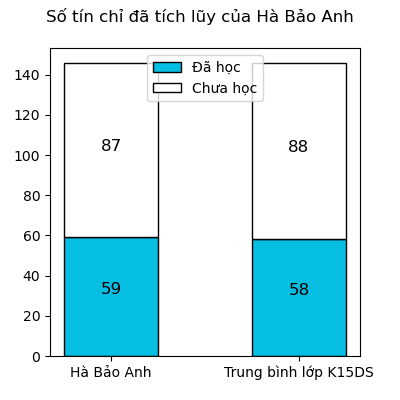 Số tín chỉ đã tích lũy của Hà Bảo Anh
Đã học
Chưa học
140
120
100
80
60
40
20
0
87
88
59
58
Hà Bảo Anh
Trung bình lớp K15DS